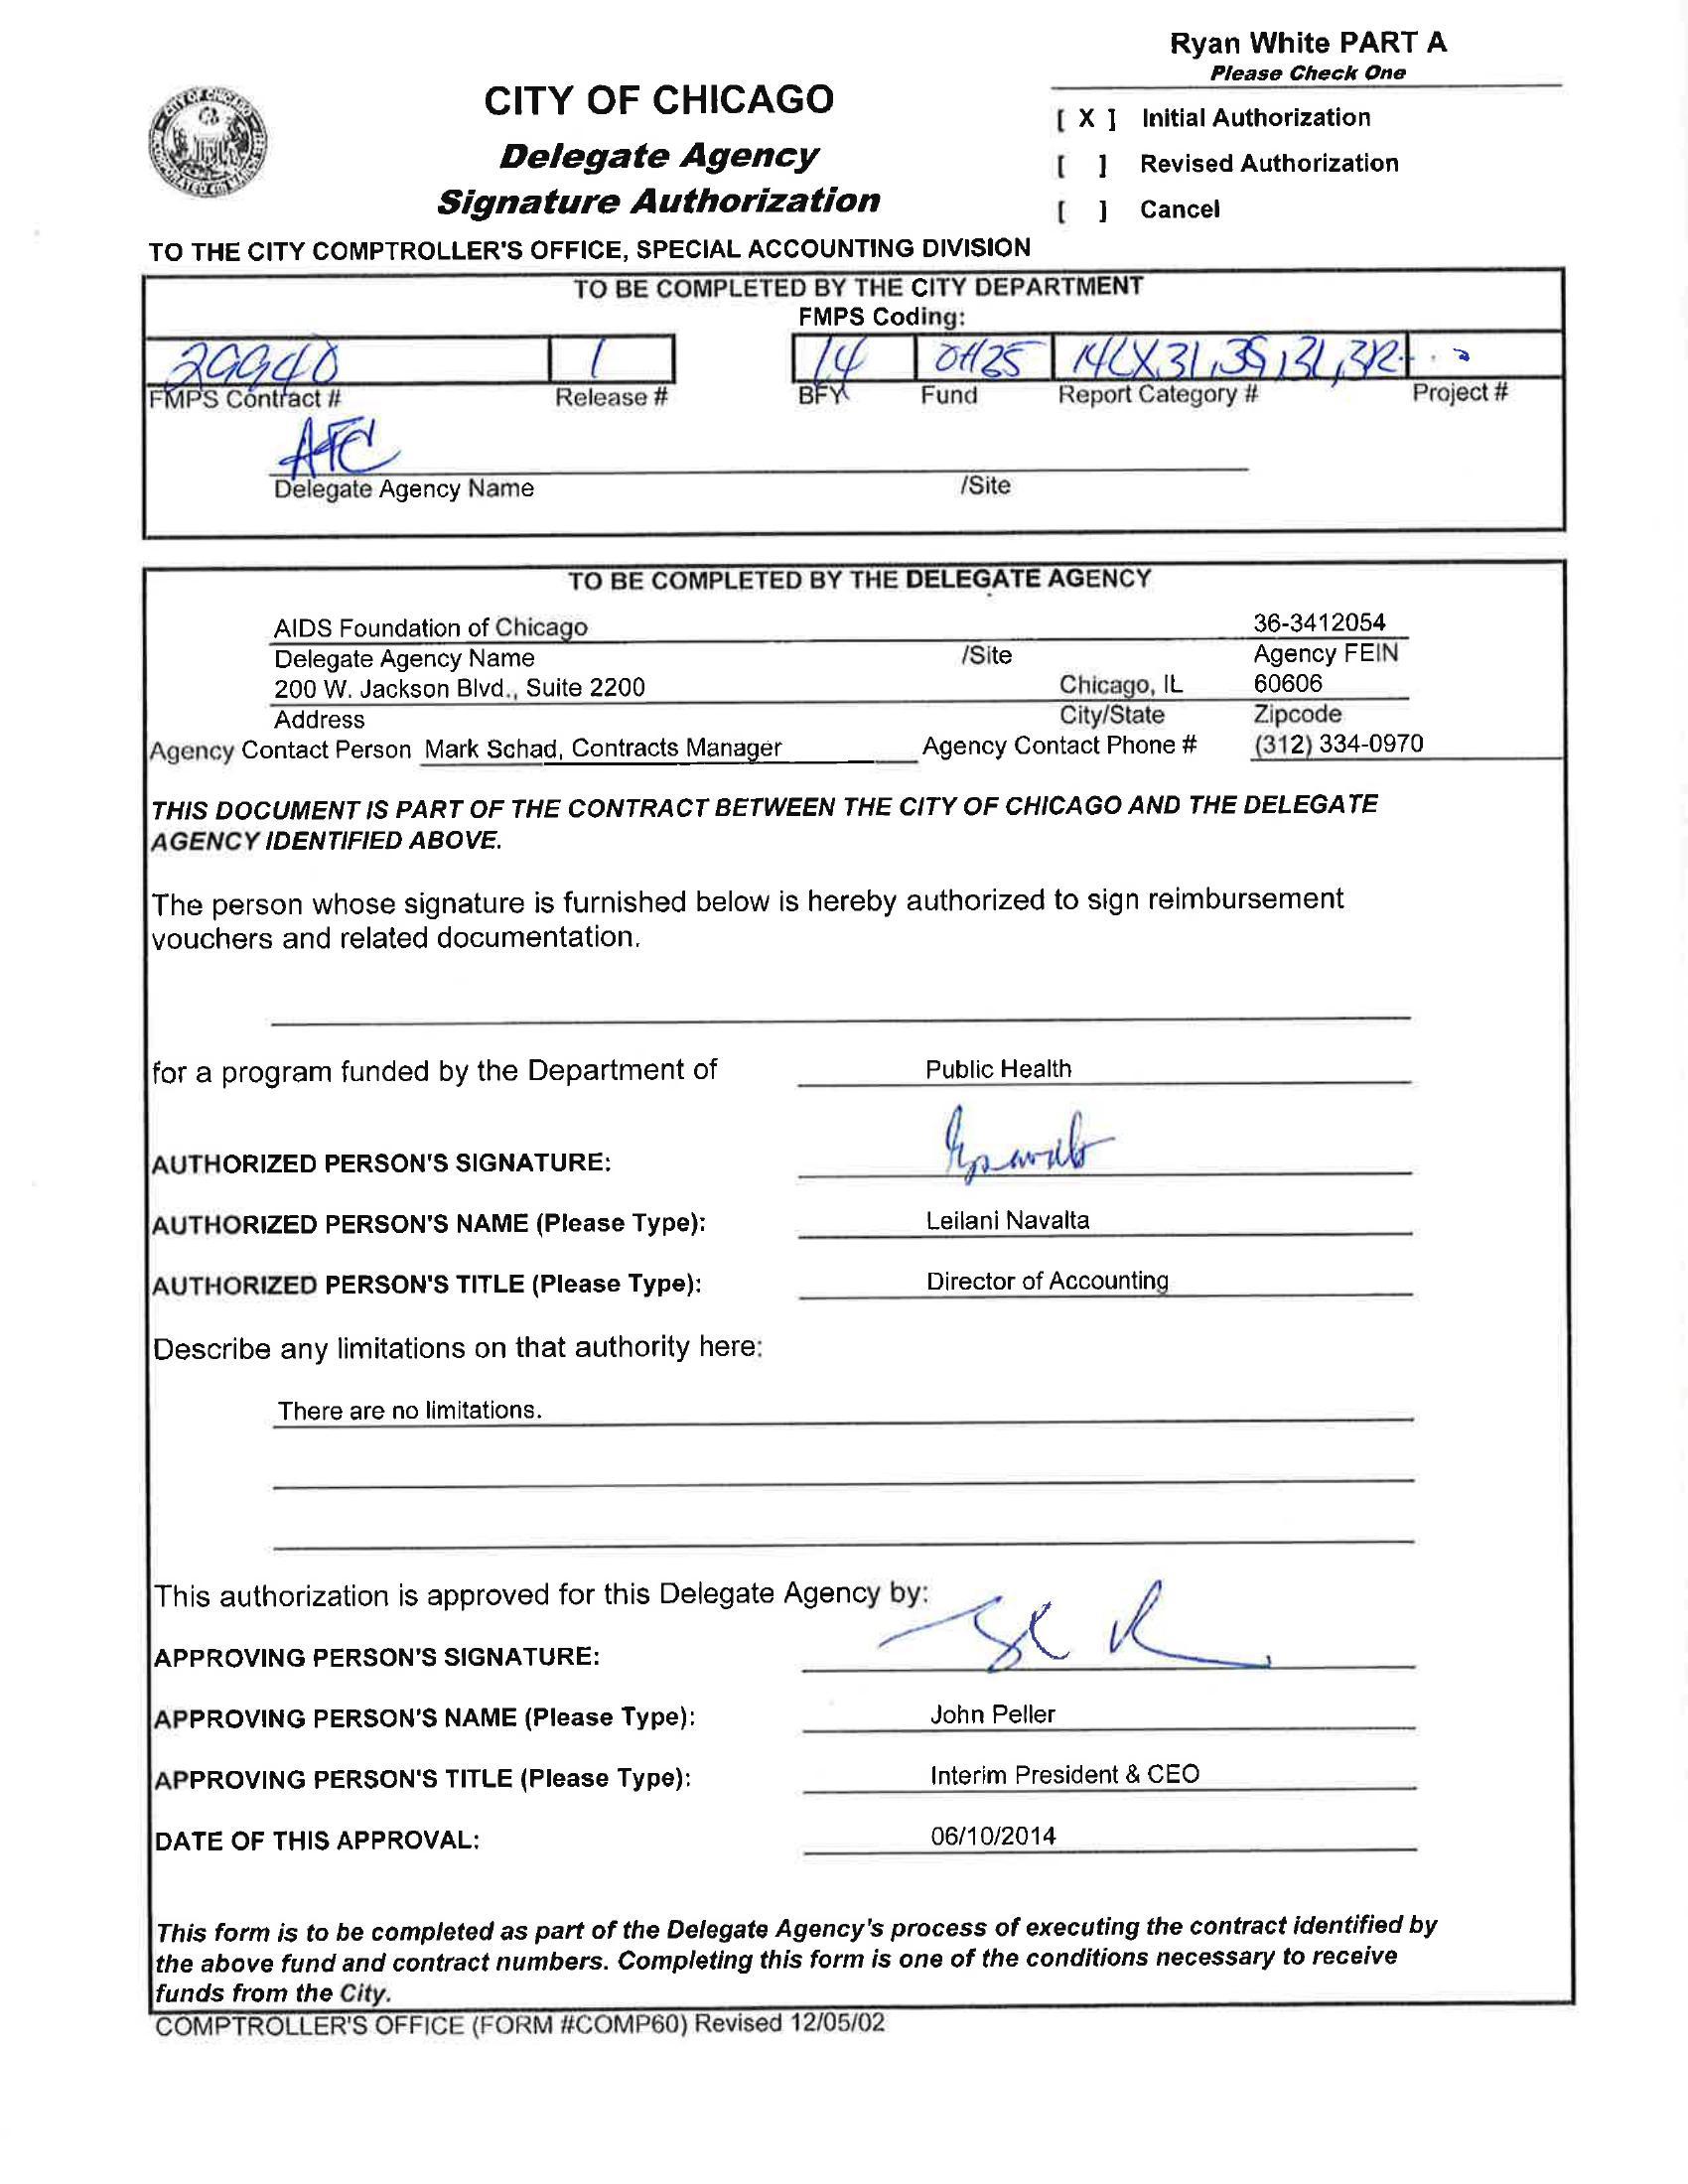 Ryan White PART A
Please Check One
CITY OF CHICAGO
Delegate Agency
Signature Authorization
[ X ] Initial Authorization
[ ] Revised Authorization
[ ] Cancel
TO THE CITY COMPTROLLER'S OFFICE, SPECIAL ACCOUNTING DIVISION
TO BE COMPLETED BY THE CITY DEPARTMENT
FMPS Coding:
29940 1 14
FMPS Contract # Release # BFY Fund Report Category # Project #
AFC
Delegate Agency Name /Site
TO BE COMPLETED BY THE DELEGATE AGENCY
AIDS Foundation of Chicago 36-3412054
Delegate Agency Name /Site Agency FEIN
200 W. Jackson Blvd., Suite 2200 Chicago, IL 60606
Address City/State Zipcode
Agency Contact Person Mark Schad, Contracts Manager Agency Contact Phone # (312) 334-0970
THIS DOCUMENT IS PART OF THE CONTRACT BETWEEN THE CITY OF CHICAGO AND THE DELEGATE
AGENCY IDENTIFIED ABOVE.
The person whose signature is furnished below is hereby authorized to sign reimbursement
vouchers and related documentation.
for a program funded by the Department of Public Health
AUTHORIZED PERSON'S SIGNATURE:
AUTHORIZED PERSON'S NAME (Please Type): Leilani Navalta
AUTHORIZED PERSON'S TITLE (Please Type): Director of Accounting
Describe any limitations on that authority here:
There are no limitations.
This authorization is approved for this Delegate Agency by:
APPROVING PERSON'S SIGNATURE:
APPROVING PERSON'S NAME (Please Type): John Peller
APPROVING PERSON'S TITLE (Please Type): Interim President & CEO
DATE OF THIS APPROVAL: 06/10/2014
This form is to be completed as part of the Delegate Agency's process of executing the contract identified by
the above fund and contract numbers. Completing this form is one of the conditions necessary to receive
funds from the City.
COMPTROLLER'S OFFICE (FORM #COMP60) Revised 12/05/02